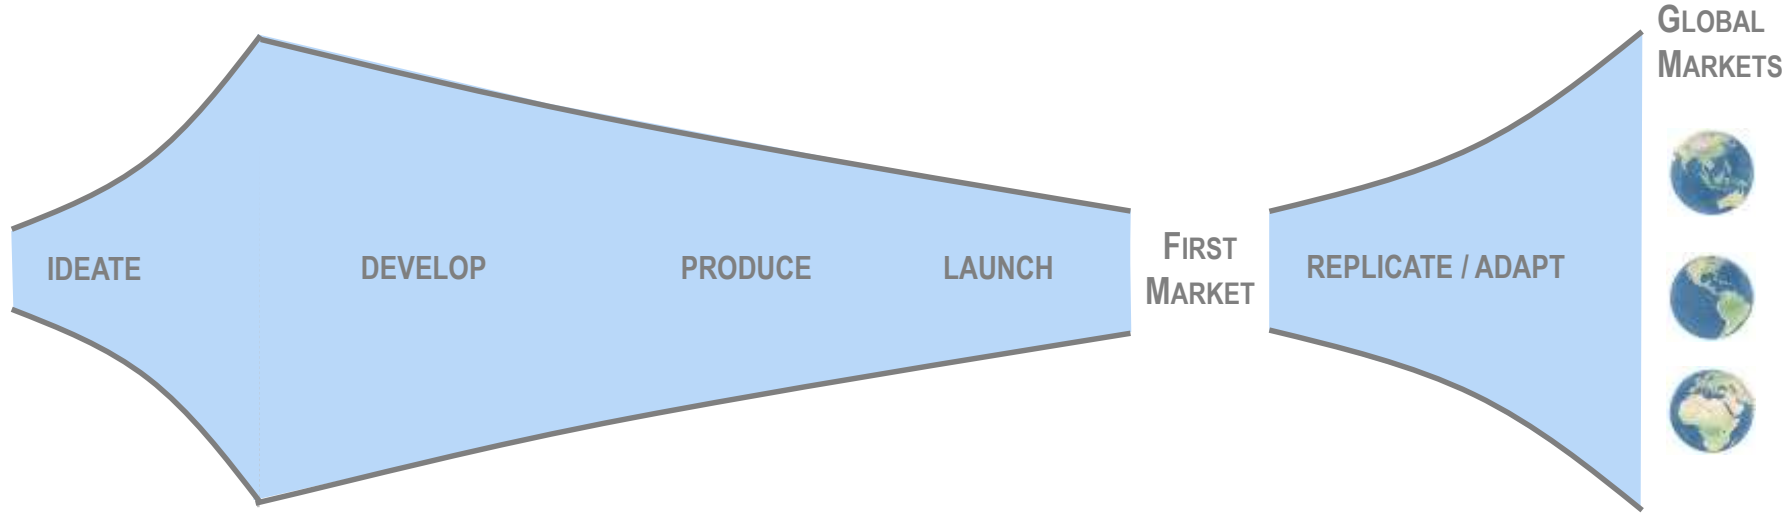 IDEATE
DEVELOP
PRODUCE
LAUNCH
FIRST
MARKET
REPLICATE / ADAPT
GLOBAL
MARKETS